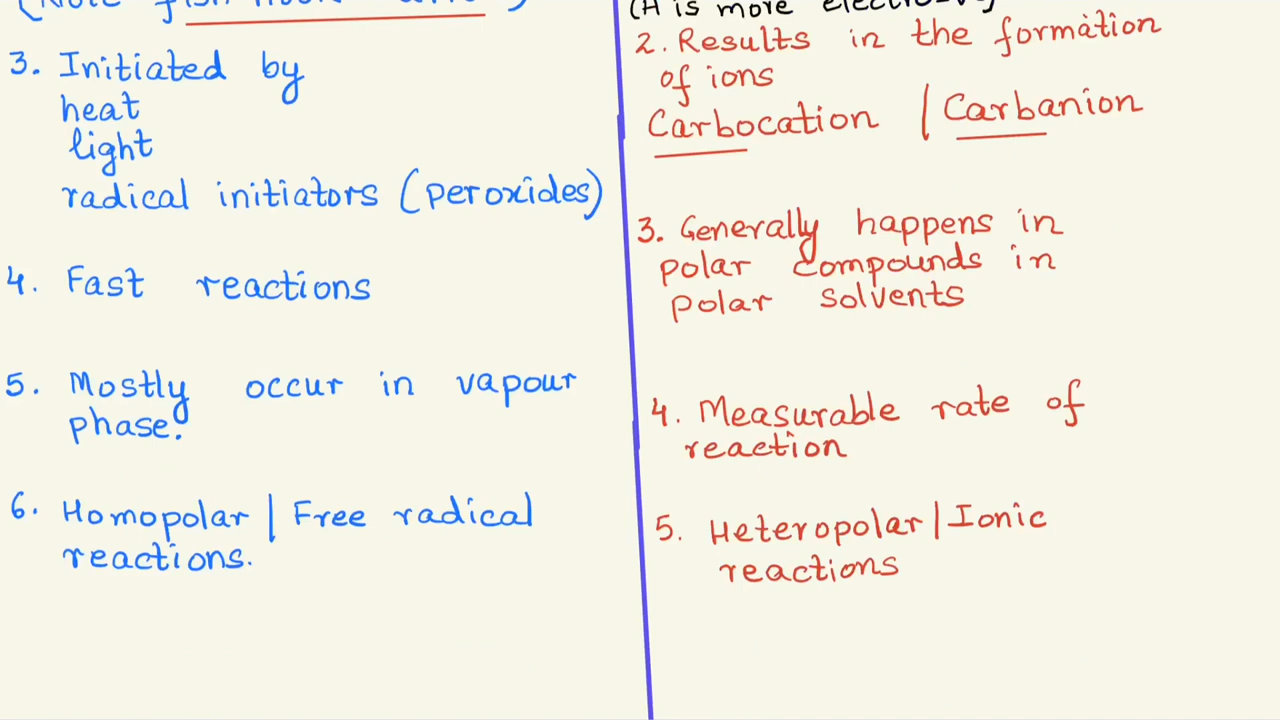 3. Initiated by
heat
light
radical initiators (peroxides)
4. Fast reactions
5. Mostly occur in vapour
phase.
6. Homopolar | Free radical
reactions.
(A is more
2. Results in the formation
of ions
Carbocation | Carbanion
3. Generally happens in
polar compounds in
polar solvents
4. Measurable rate of
reaction
5. Heteropolar | Ionic
reactions